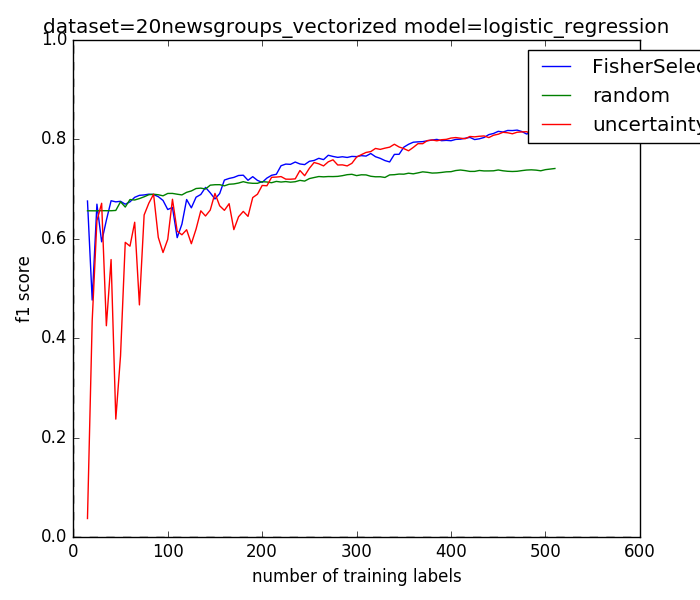 dataset=20newsgroups_vectorized model=logistic_regression
1.0
0.8
0.6
0.4
0.2
0.0
f1 score
0 100 200 300 400 500 600
number of training labels
FisherSelec
random
uncertainty